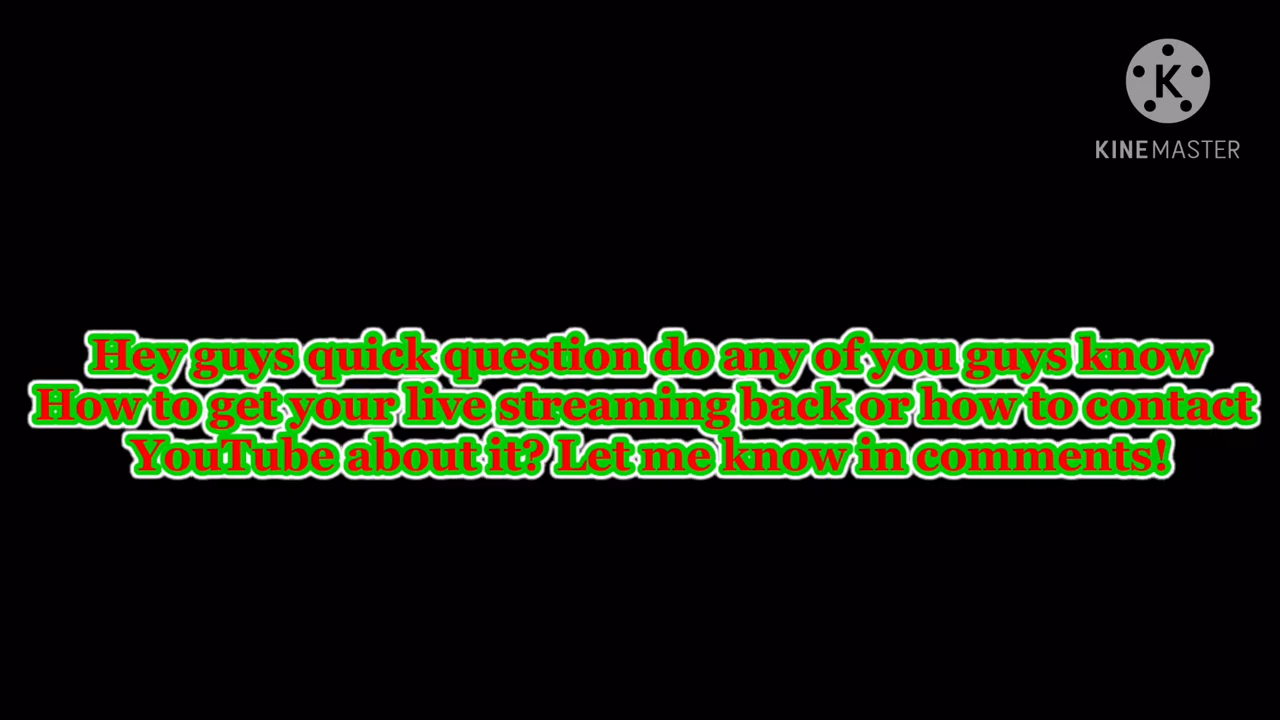 K
KINEMASTER
Hey guys quick question do any of you guys know
How to get your live streaming back or how to contact
YouTube about it? Let me know in comments!